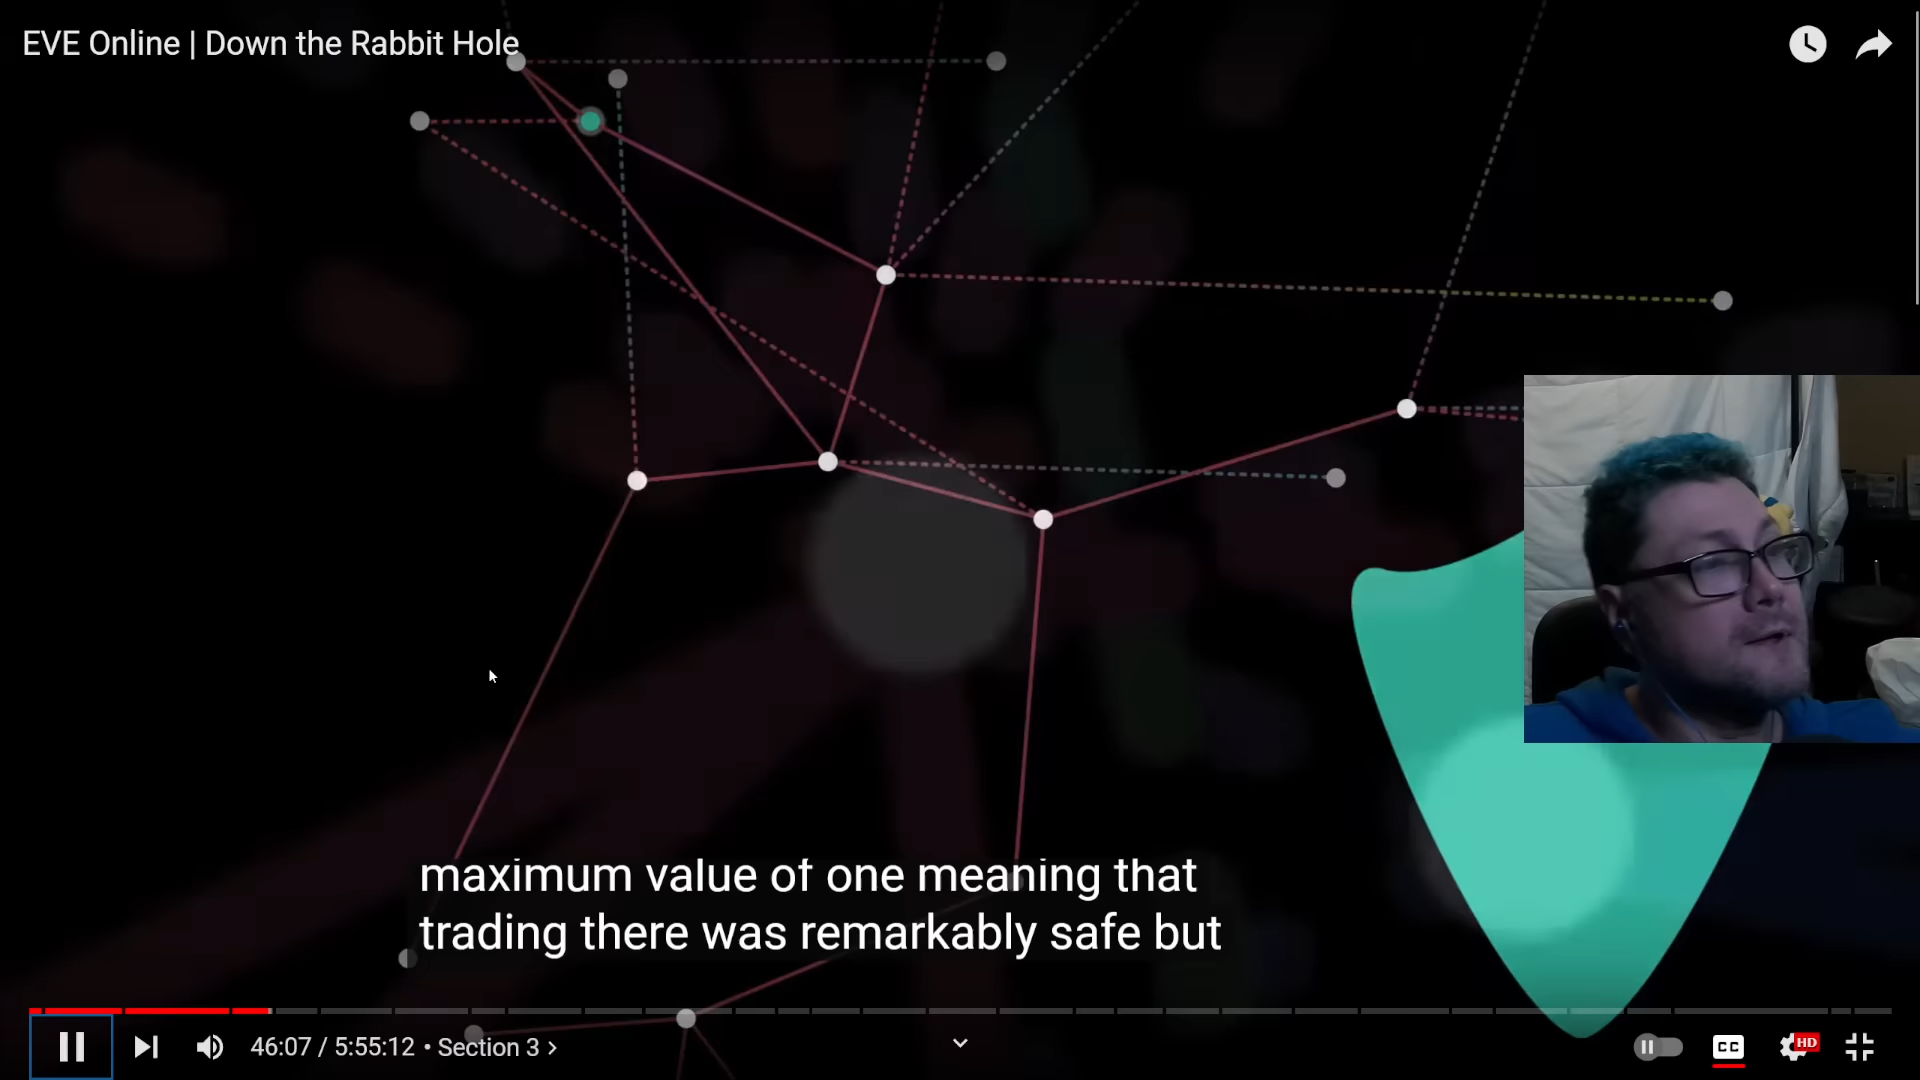 EVE Online | Down the Rabbit Hole
maximum value of one meaning that
trading there was remarkably safe but
46:07 / 5:55:12 • Section 3 >
CC
HD